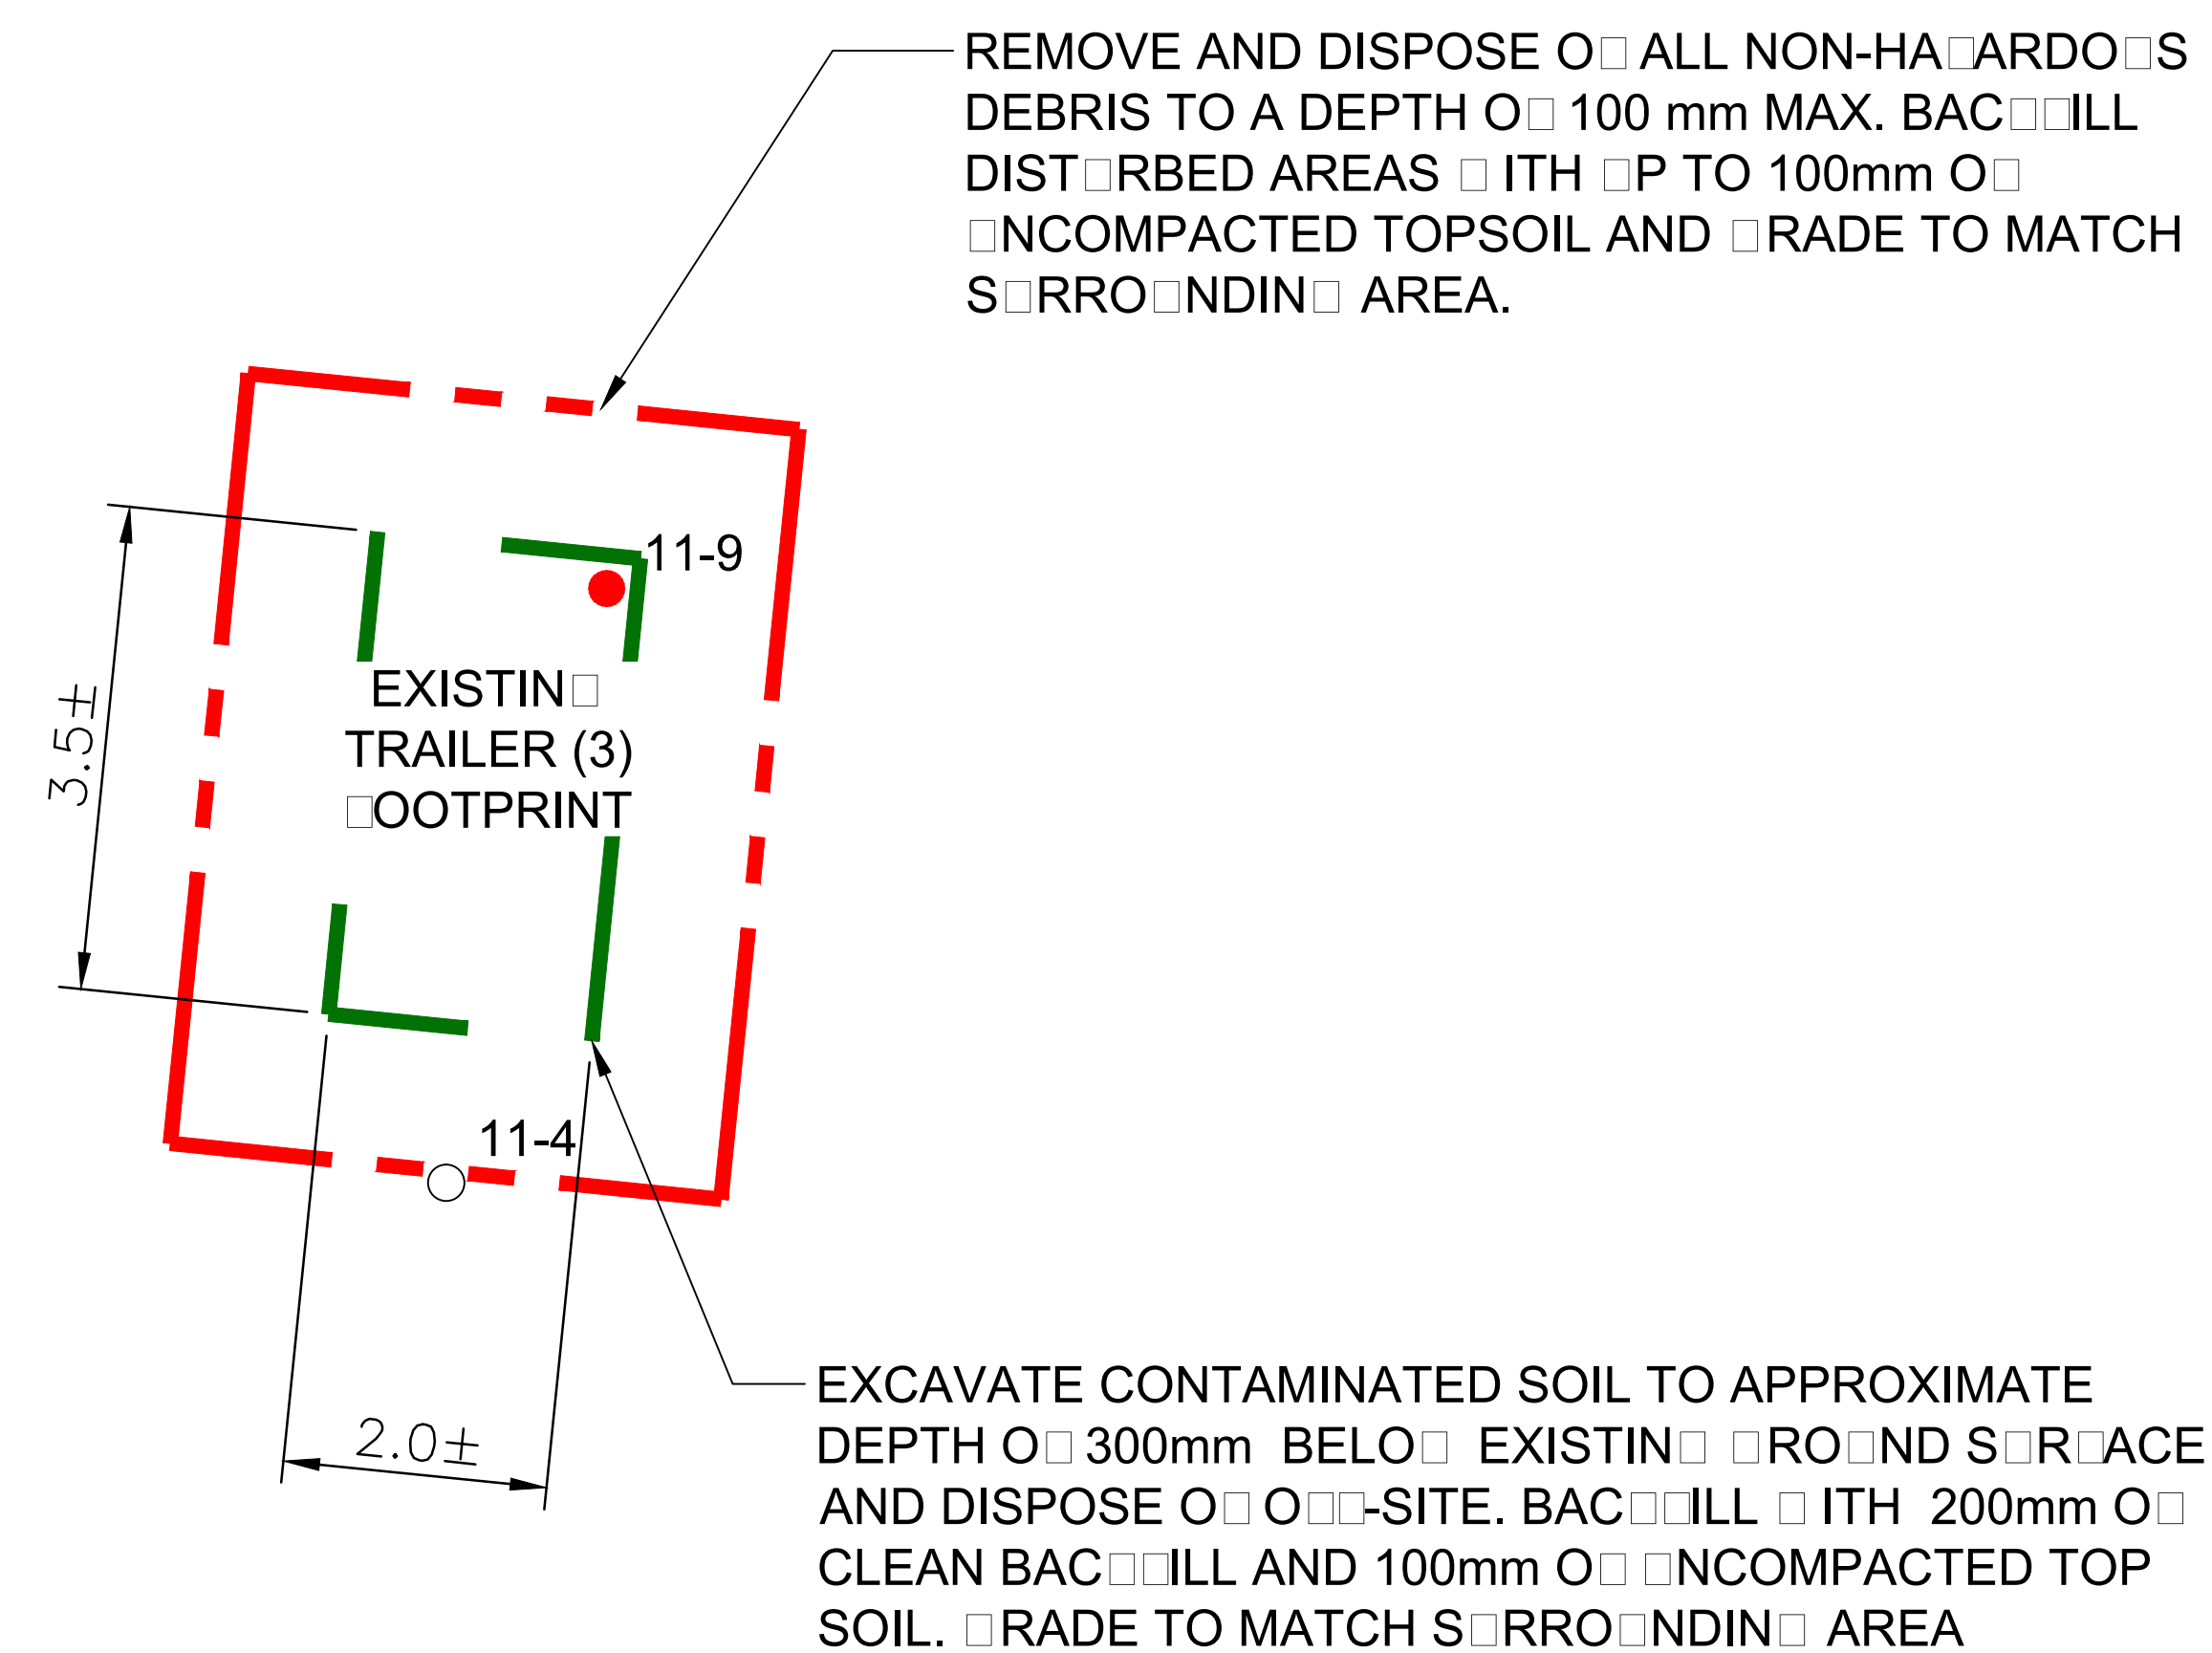 REMOVE AND DISPOSE O□ ALL NON-HA□ARDO□S
DEBRIS TO A DEPTH O□ 100 mm MAX. BAC□□ILL
DIST□RBED AREAS □ITH □P TO 100mm O□
□NCOMPACTED TOPSOIL AND □RADE TO MATCH
S□RRO□NDIN□ AREA.
11-9
EXISTIN□
TRAILER (3)
□OOTPRINT
3.5±
11-4
2.0±
EXCAVATE CONTAMINATED SOIL TO APPROXIMATE
DEPTH O□ 300mm BELO□ EXISTIN□ □RO□ND S□R□ACE
AND DISPOSE O□ O□□-SITE. BAC□□ILL □ITH 200mm O□
CLEAN BAC□□ILL AND 100mm O□ □NCOMPACTED TOP
SOIL. □RADE TO MATCH S□RRO□NDIN□ AREA